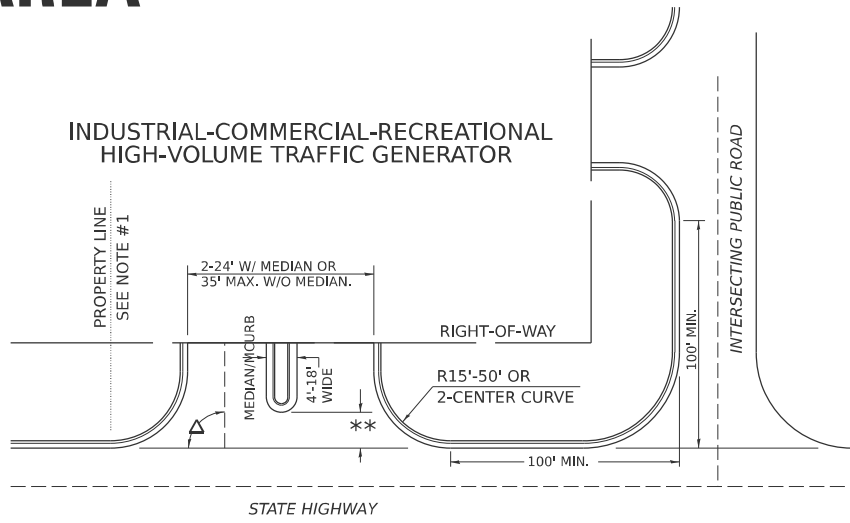 INDUSTRIAL-COMMERCIAL-RECREATIONAL
HIGH-VOLUME TRAFFIC GENERATOR
PROPERTY LINE
SEE NOTE #1
2-24' W/ MEDIAN OR
35' MAX. W/O MEDIAN.
MEDIAN/MCURB
4'-18'
WIDE
RIGHT-OF-WAY
R15'-50' OR
2-CENTER CURVE
100' MIN.
INTERSECTING PUBLIC ROAD
Δ
**
100' MIN.
STATE HIGHWAY